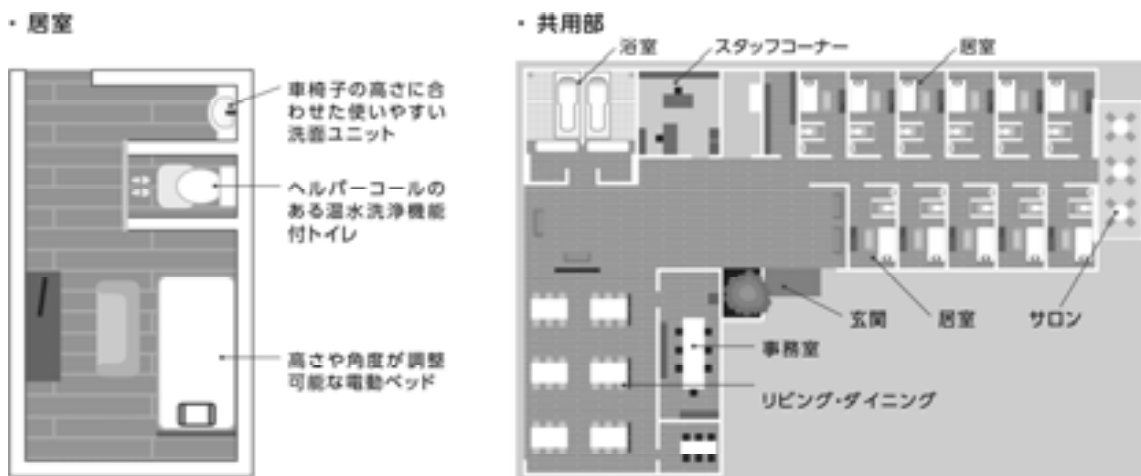 ・ 居室
車椅子の高さに合
わせた使いやすい
洗面ユニット
ヘルパーコールの
ある温水洗浄機能
付トイレ
高さや角度が調整
可能な電動ベッド
・ 共用部
浴室
スタッフコーナー
居室
玄関
居室
サロン
事務室
リビング・ダイニング